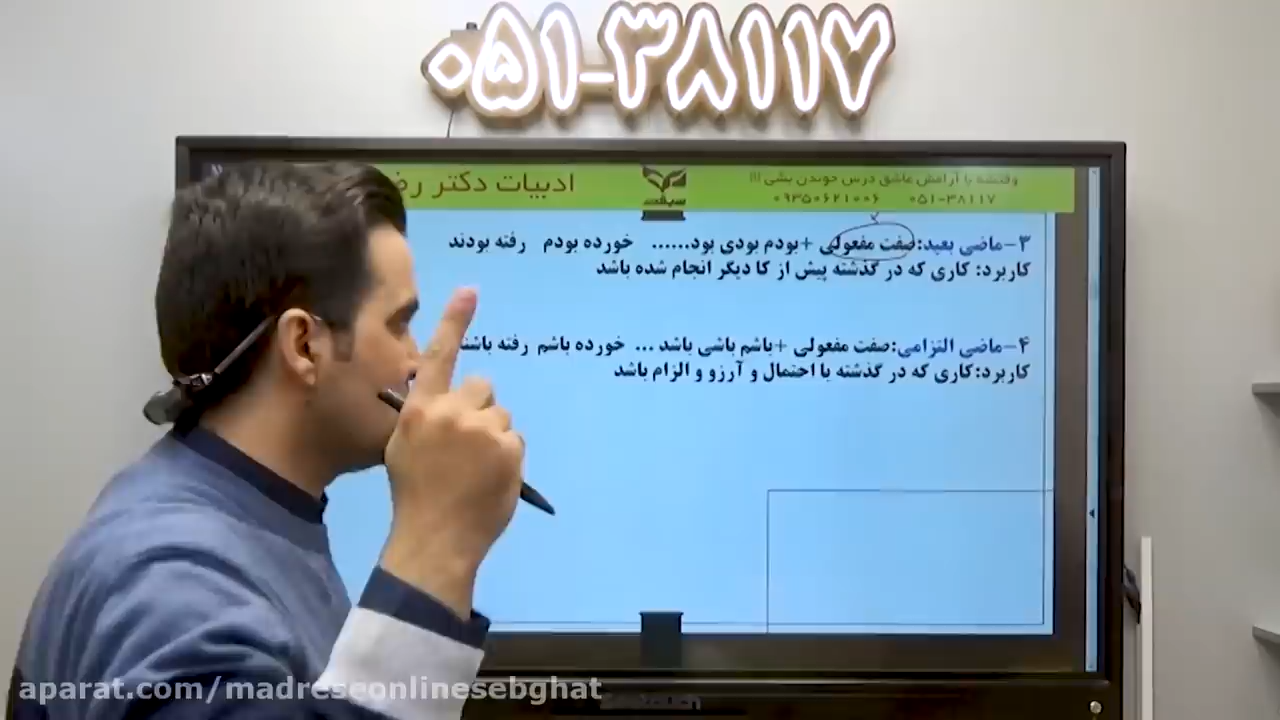 ۰۵۱-۳۸۱۱۷
وقتشه با آرامش عاشق درس خوندن بشی !!!
۰۵۱-۳۸۱۱۷ ۰۹۳۵۰۶۲۱۰۰۶
سبقت
ادبیات دکتر
۳-ماضی بعید:صفت مفعولی +بودم بودی بود...... خورده بودم رفته بودند
کاربرد: کاری که در گذشته پیش از کا دیگر انجام شده باشد
۴-ماضی التزامی:صفت مفعولی +باشم باشی باشد ... خورده باشم رفته
کاربرد:کاری که در گذشته با احتمال و آرزو و الزام باشد
aparat.com/madreseonlinesebghat